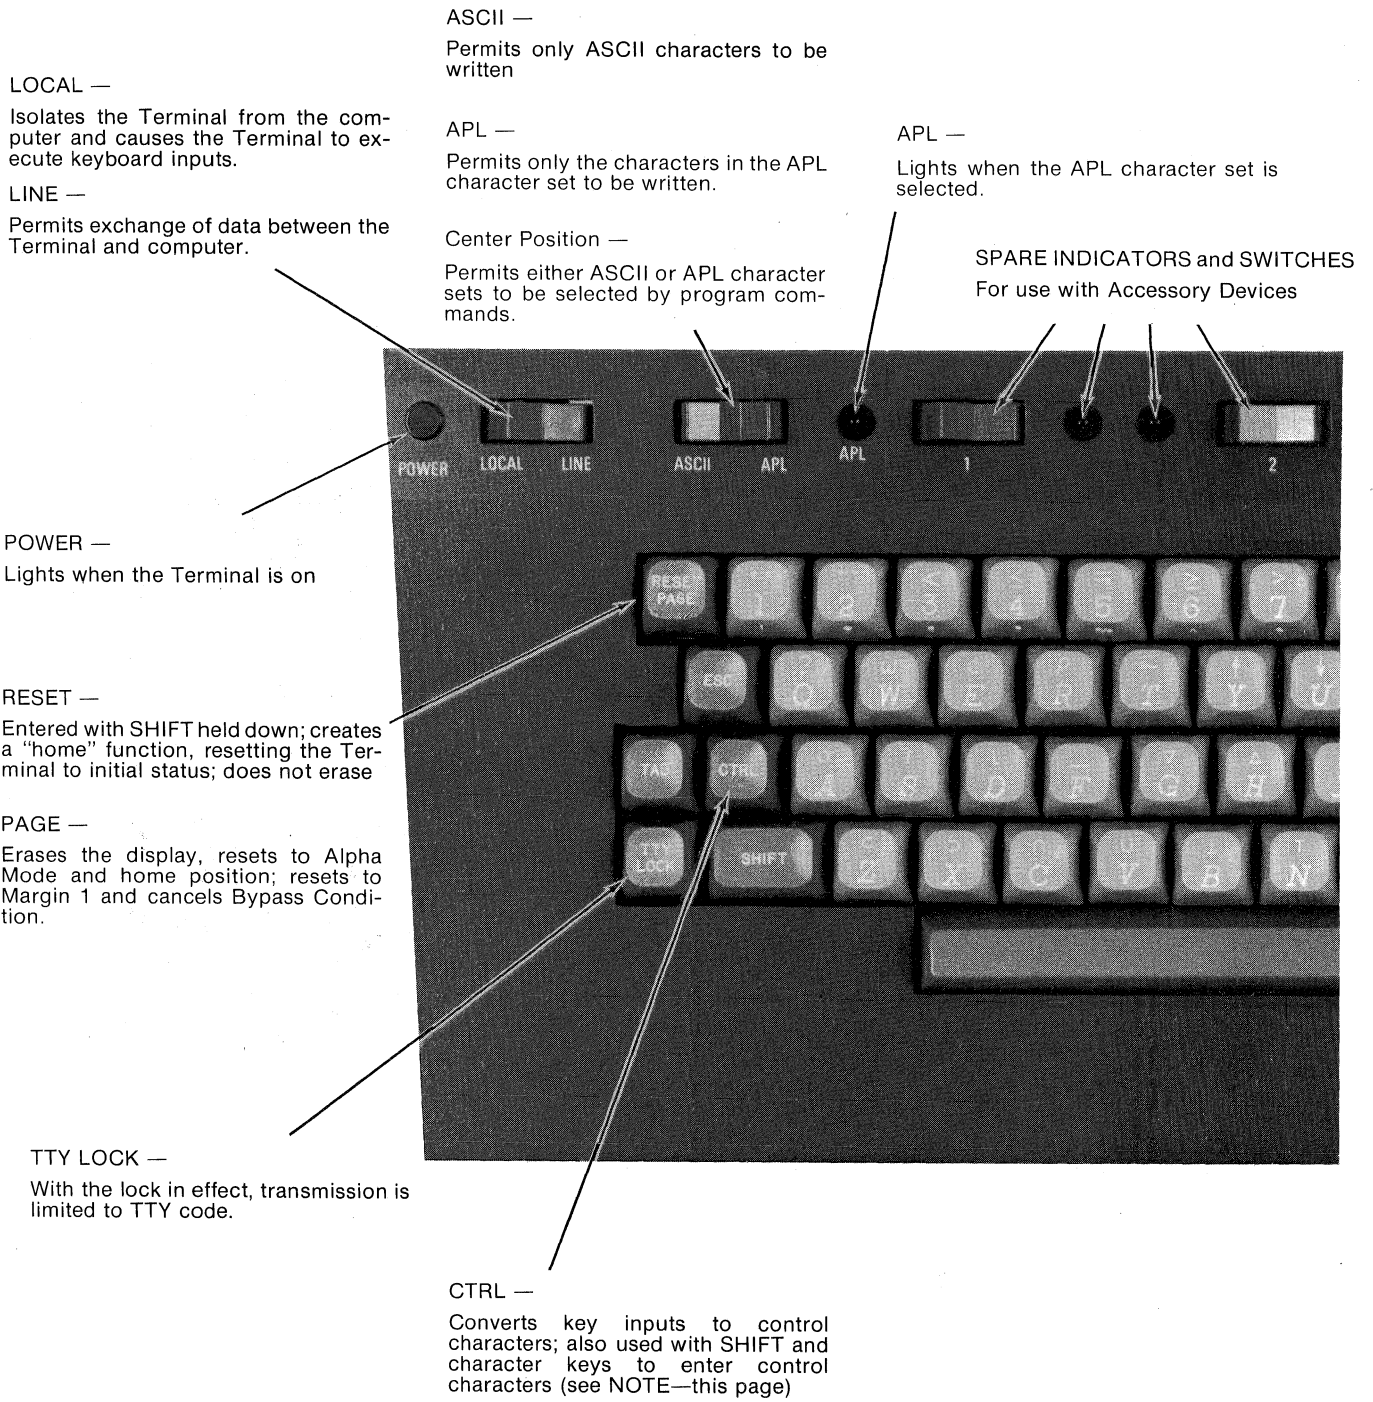 ASCII —
Permits only ASCII characters to be
written
LOCAL —
Isolates the Terminal from the com-
puter and causes the Terminal to ex-
ecute keyboard inputs.
LINE —
Permits exchange of data between the
Terminal and computer.
APL —
Permits only the characters in the APL
character set to be written.
Center Position —
Permits either ASCII or APL character
sets to be selected by program com-
mands.
APL —
Lights when the APL character set is
selected.
SPARE INDICATORS and SWITCHES
For use with Accessory Devices
POWER LOCAL LINE ASCII APL APL 1 2
POWER —
Lights when the Terminal is on
RESET —
Entered with SHIFT held down; creates
a “home” function, resetting the Ter-
minal to initial status; does not erase
PAGE —
Erases the display, resets to Alpha
Mode and home position; resets to
Margin 1 and cancels Bypass Condi-
tion.
PAGE 1 2 3 4 5 6 7
ESC Q W E R T Y U
TAB CTRL A S D F G H
TTY
LOCK
SHIFT Z X C V B N
TTY LOCK —
With the lock in effect, transmission is
limited to TTY code.
CTRL —
Converts key inputs to control
characters; also used with SHIFT and
character keys to enter control
characters (see NOTE—this page)